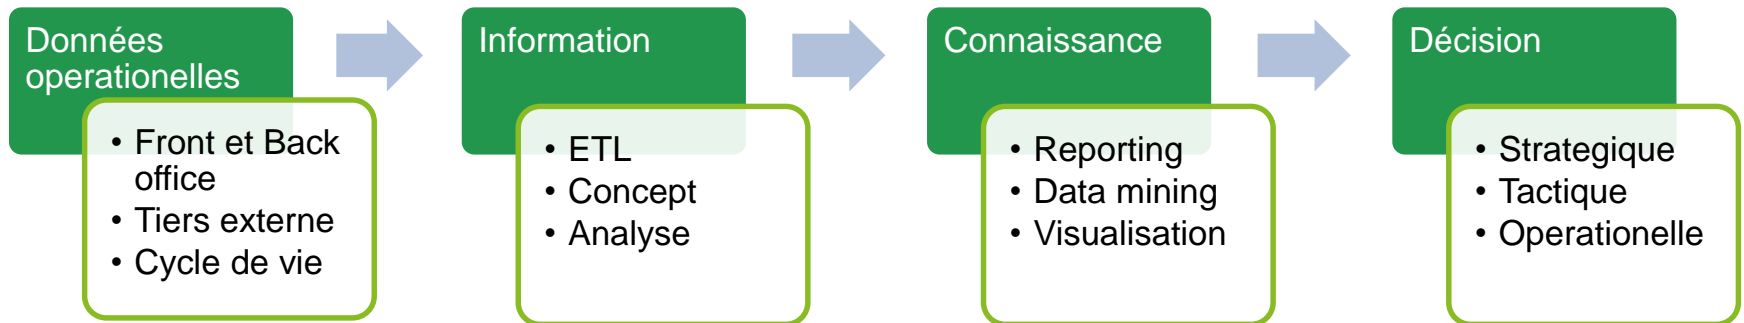 Données
operationelles
• Front et Back
office
• Tiers externe
• Cycle de vie
Information
• ETL
• Concept
• Analyse
Connaissance
• Reporting
• Data mining
• Visualisation
Décision
• Strategique
• Tactique
• Operationelle